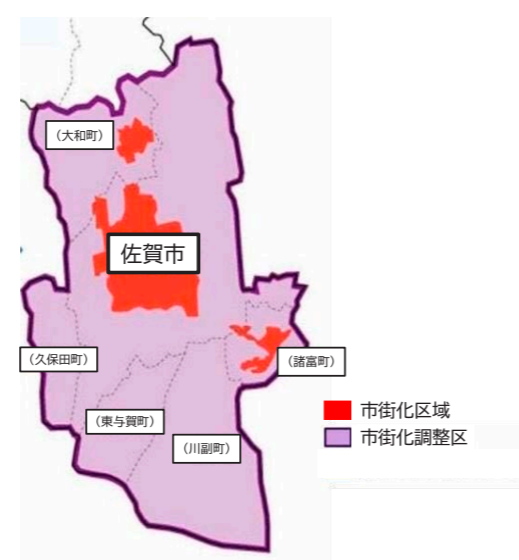 （大和町）
佐賀市
（久保田町）
（諸富町）
（東与賀町）
（川副町）
市街化区域
市街化調整区